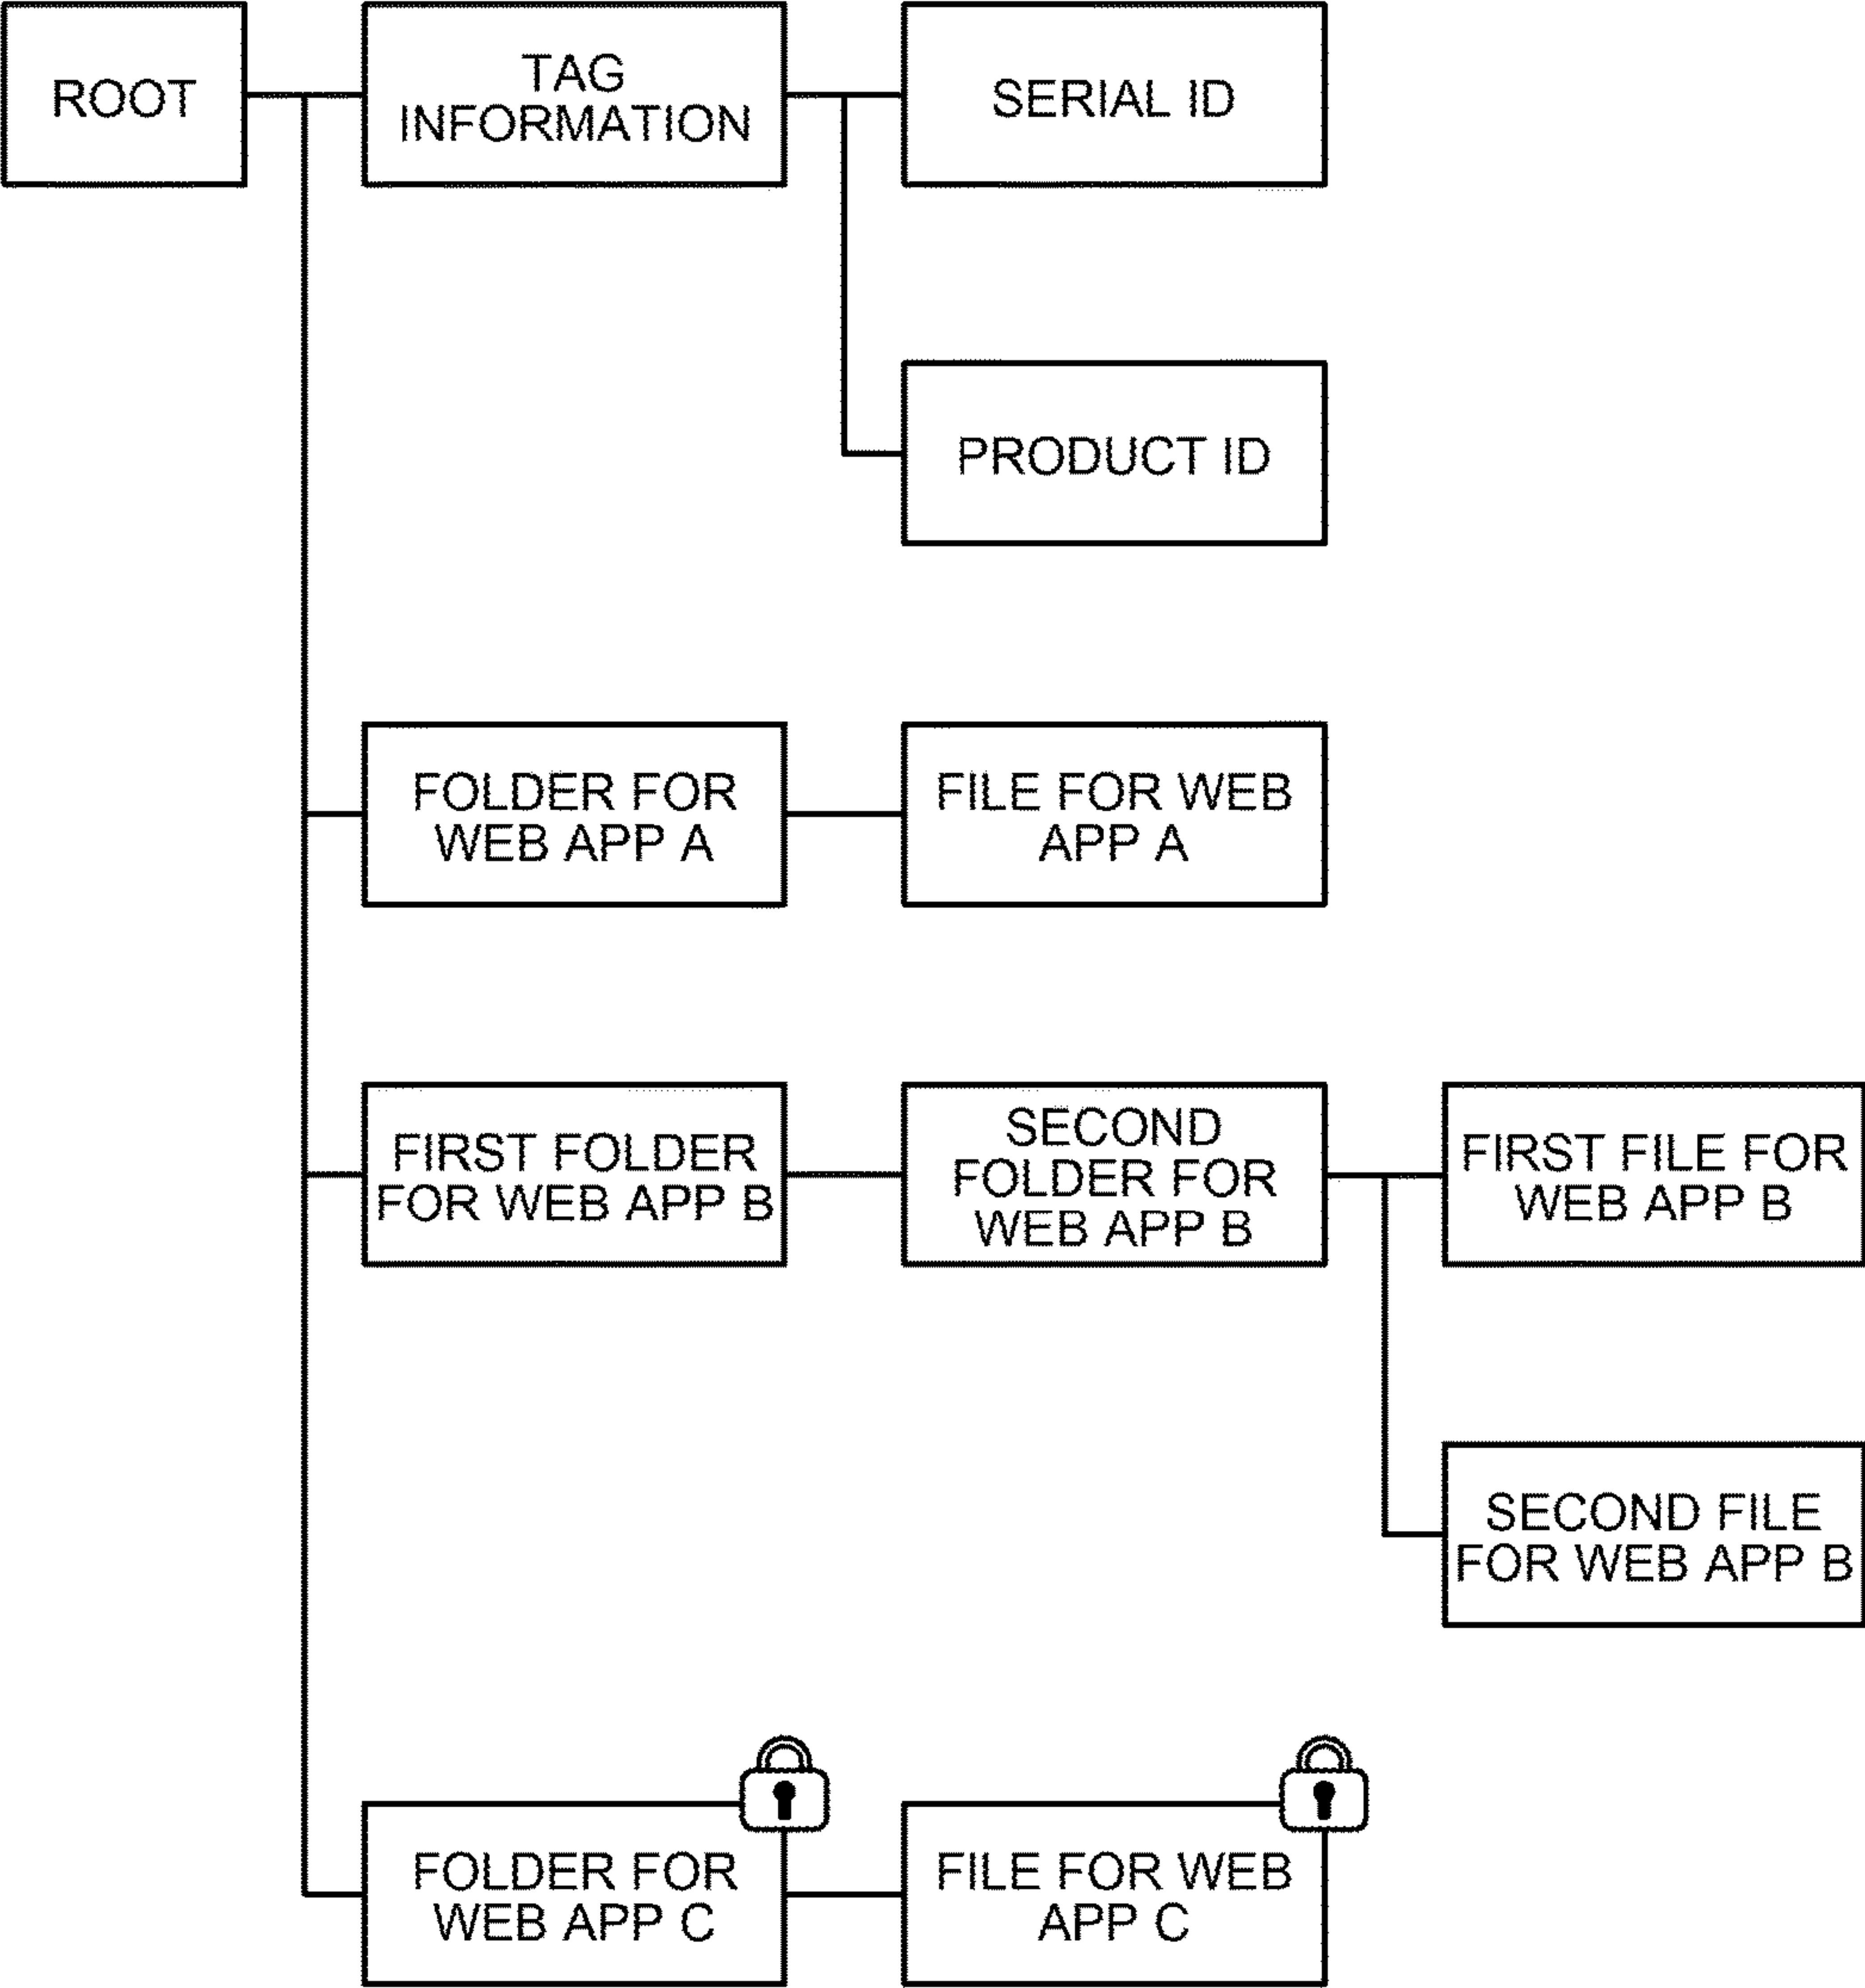 ROOT
TAG
INFORMATION
SERIAL ID
PRODUCT ID
FOLDER FOR
WEB APP A
FILE FOR WEB
APP A
FIRST FOLDER
FOR WEB APP B
SECOND
FOLDER FOR
WEB APP B
FIRST FILE FOR
WEB APP B
SECOND FILE
FOR WEB APP B
FOLDER FOR
WEB APP C
FILE FOR WEB
APP C